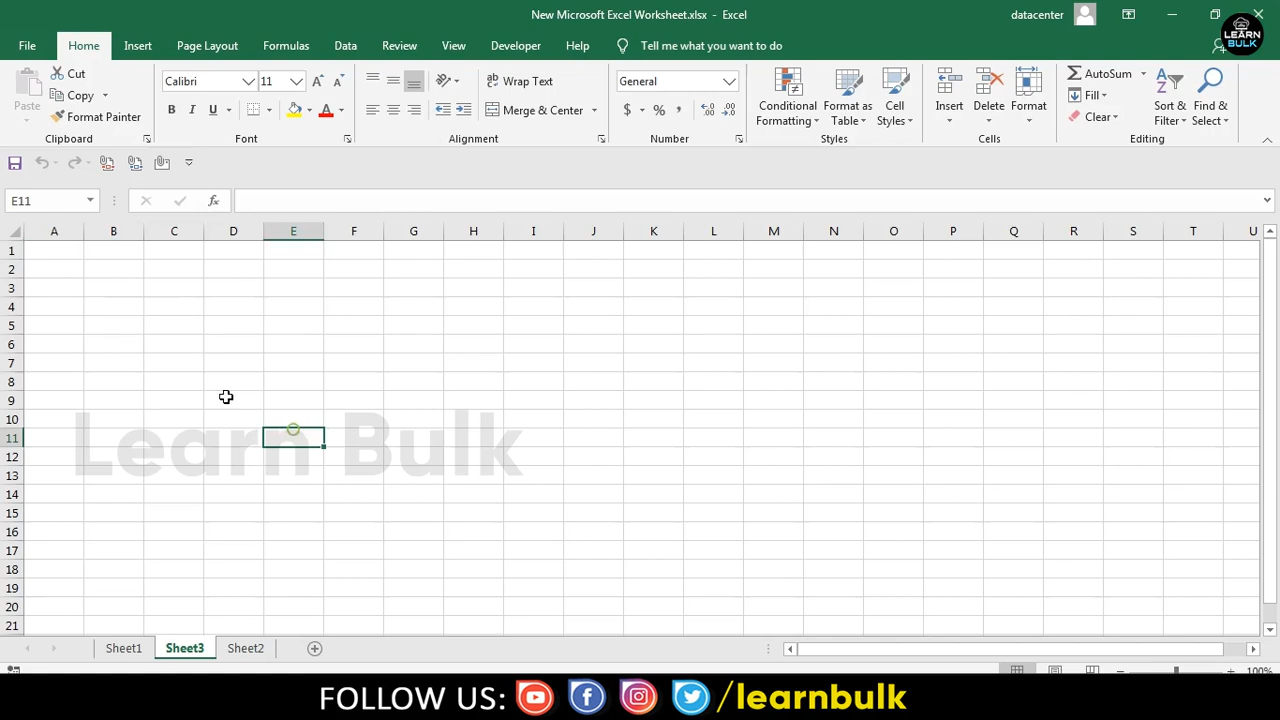 New Microsoft Excel Worksheet.xlsx - Excel
datacenter
LEARN
BULK
File Home Insert Page Layout Formulas Data Review View Developer Help Tell me what you want to do
Paste
Cut
Copy
Format Painter
Clipboard
Calibri 11
B I U
Font
Wrap Text
Merge & Center
Alignment
General
$ % ,
Number
Conditional
Formatting
Format as
Table
Cell
Styles
Styles
Insert
Delete
Format
Cells
AutoSum
Fill
Clear
Sort &
Filter
Find &
Select
Editing
E11 fx
A B C D E F G H I J K L M N O P Q R S T U
1
2
3
4
5
6
7
8
9
10
11
12
13
14
15
16
17
18
19
20
21
Learn Bulk
Sheet1 Sheet3 Sheet2
100%
FOLLOW US: /learnbulk